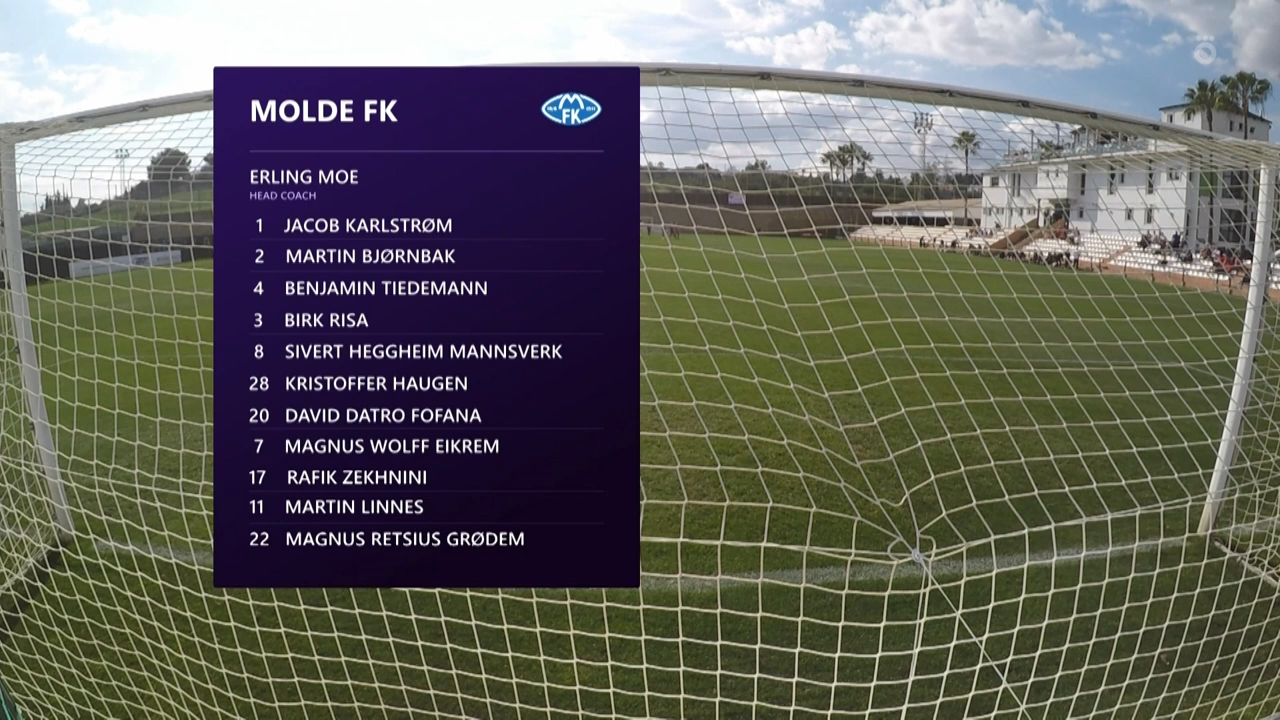 MOLDE FK
MFK
ERLING MOE
HEAD COACH
1 JACOB KARLSTRØM
2 MARTIN BJØRNBAK
4 BENJAMIN TIEDEMANN
3 BIRK RISA
8 SIVERT HEGGHEIM MANNSVERK
28 KRISTOFFER HAUGEN
20 DAVID DATRO FOFANA
7 MAGNUS WOLFF EIKREM
17 RAFIK ZEKHNINI
11 MARTIN LINNES
22 MAGNUS RETSIUS GRØDEM